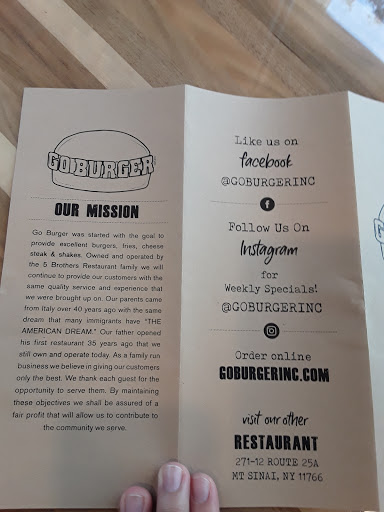 GOBURGER
OUR MISSION
Go Burger was started with the goal to
provide excellent burgers, fries, cheese
steak & shakes. Owned and operated by
the 5 Brothers Restaurant family we will
continue to provide our customers with the
same quality service and experience that
we were brought up on. Our parents came
from Italy over 40 years ago with the same
dream that many immigrants have "THE
AMERICAN DREAM." Our father opened
his first restaurant 35 years ago that we
still own and operate today. As a family run
business we believe in giving our customers
only the best. We thank each guest for the
opportunity to serve them. By maintaining
these objectives we shall be assured of a
fair profit that will allow us to contribute to
the community we serve.
Like us on
facebook
@GOBURGERINC
Follow Us On
Instagram
for
Weekly Specials!
@GOBURGERINC
Order online
GOBURGERINC.COM
visit our other
RESTAURANT
271-12 ROUTE 25A
MT SINAI, NY 11766